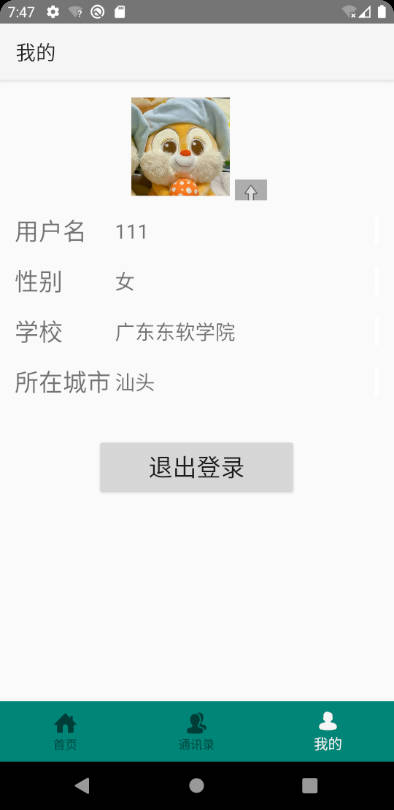 7:47
我的
用户名 111
性别 女
学校 广东东软学院
所在城市 汕头
退出登录
首页 通讯录 我的